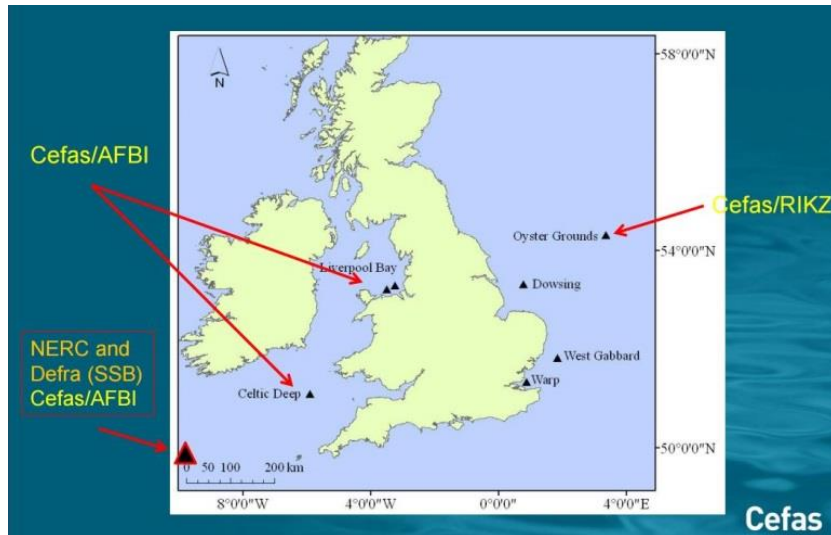 58°0'0"N
N
Cefas/AFBI
Cefas/RIKZ
Oyster Grounds
54°0'0"N
Liverpool Bay
Dowsing
NERC and
Defra (SSB)
Cefas/AFBI
West Gabbard
Warp
Celtic Deep
50°0'0"N
0 50 100 200 km
8°0'0"W 4°0'0"W 0°0'0" 4°0'0"E
Cefas